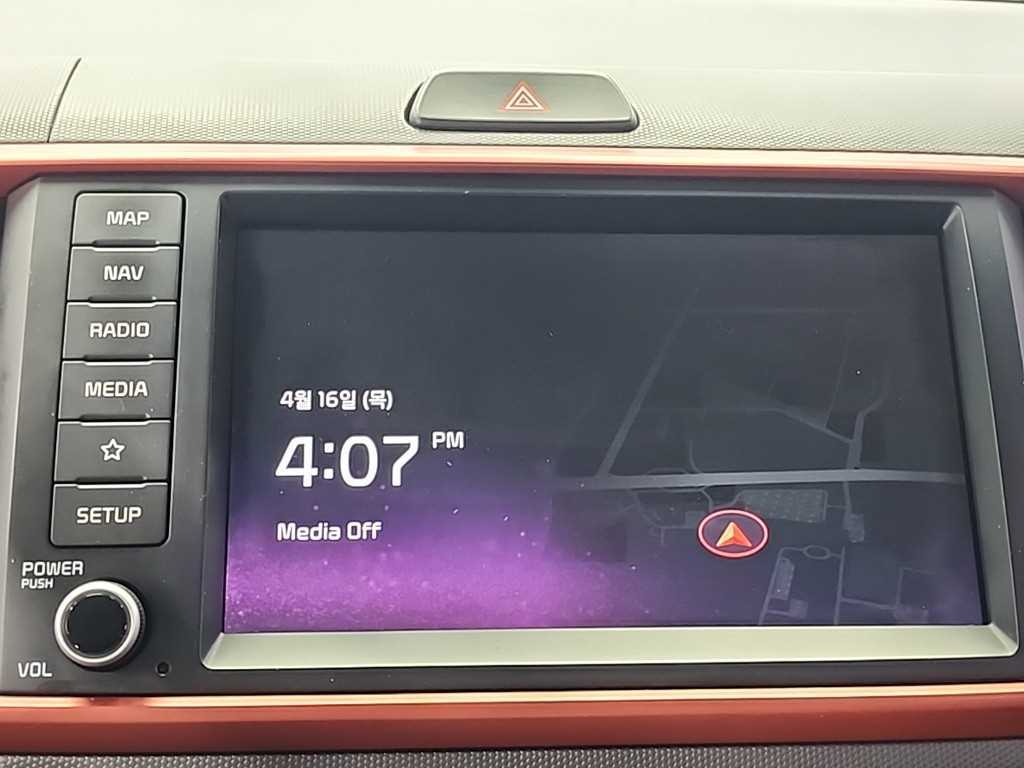 MAP
NAV
RADIO
MEDIA
SETUP
POWER
PUSH
VOL
4월 16일 (목)
4:07 PM
Media Off